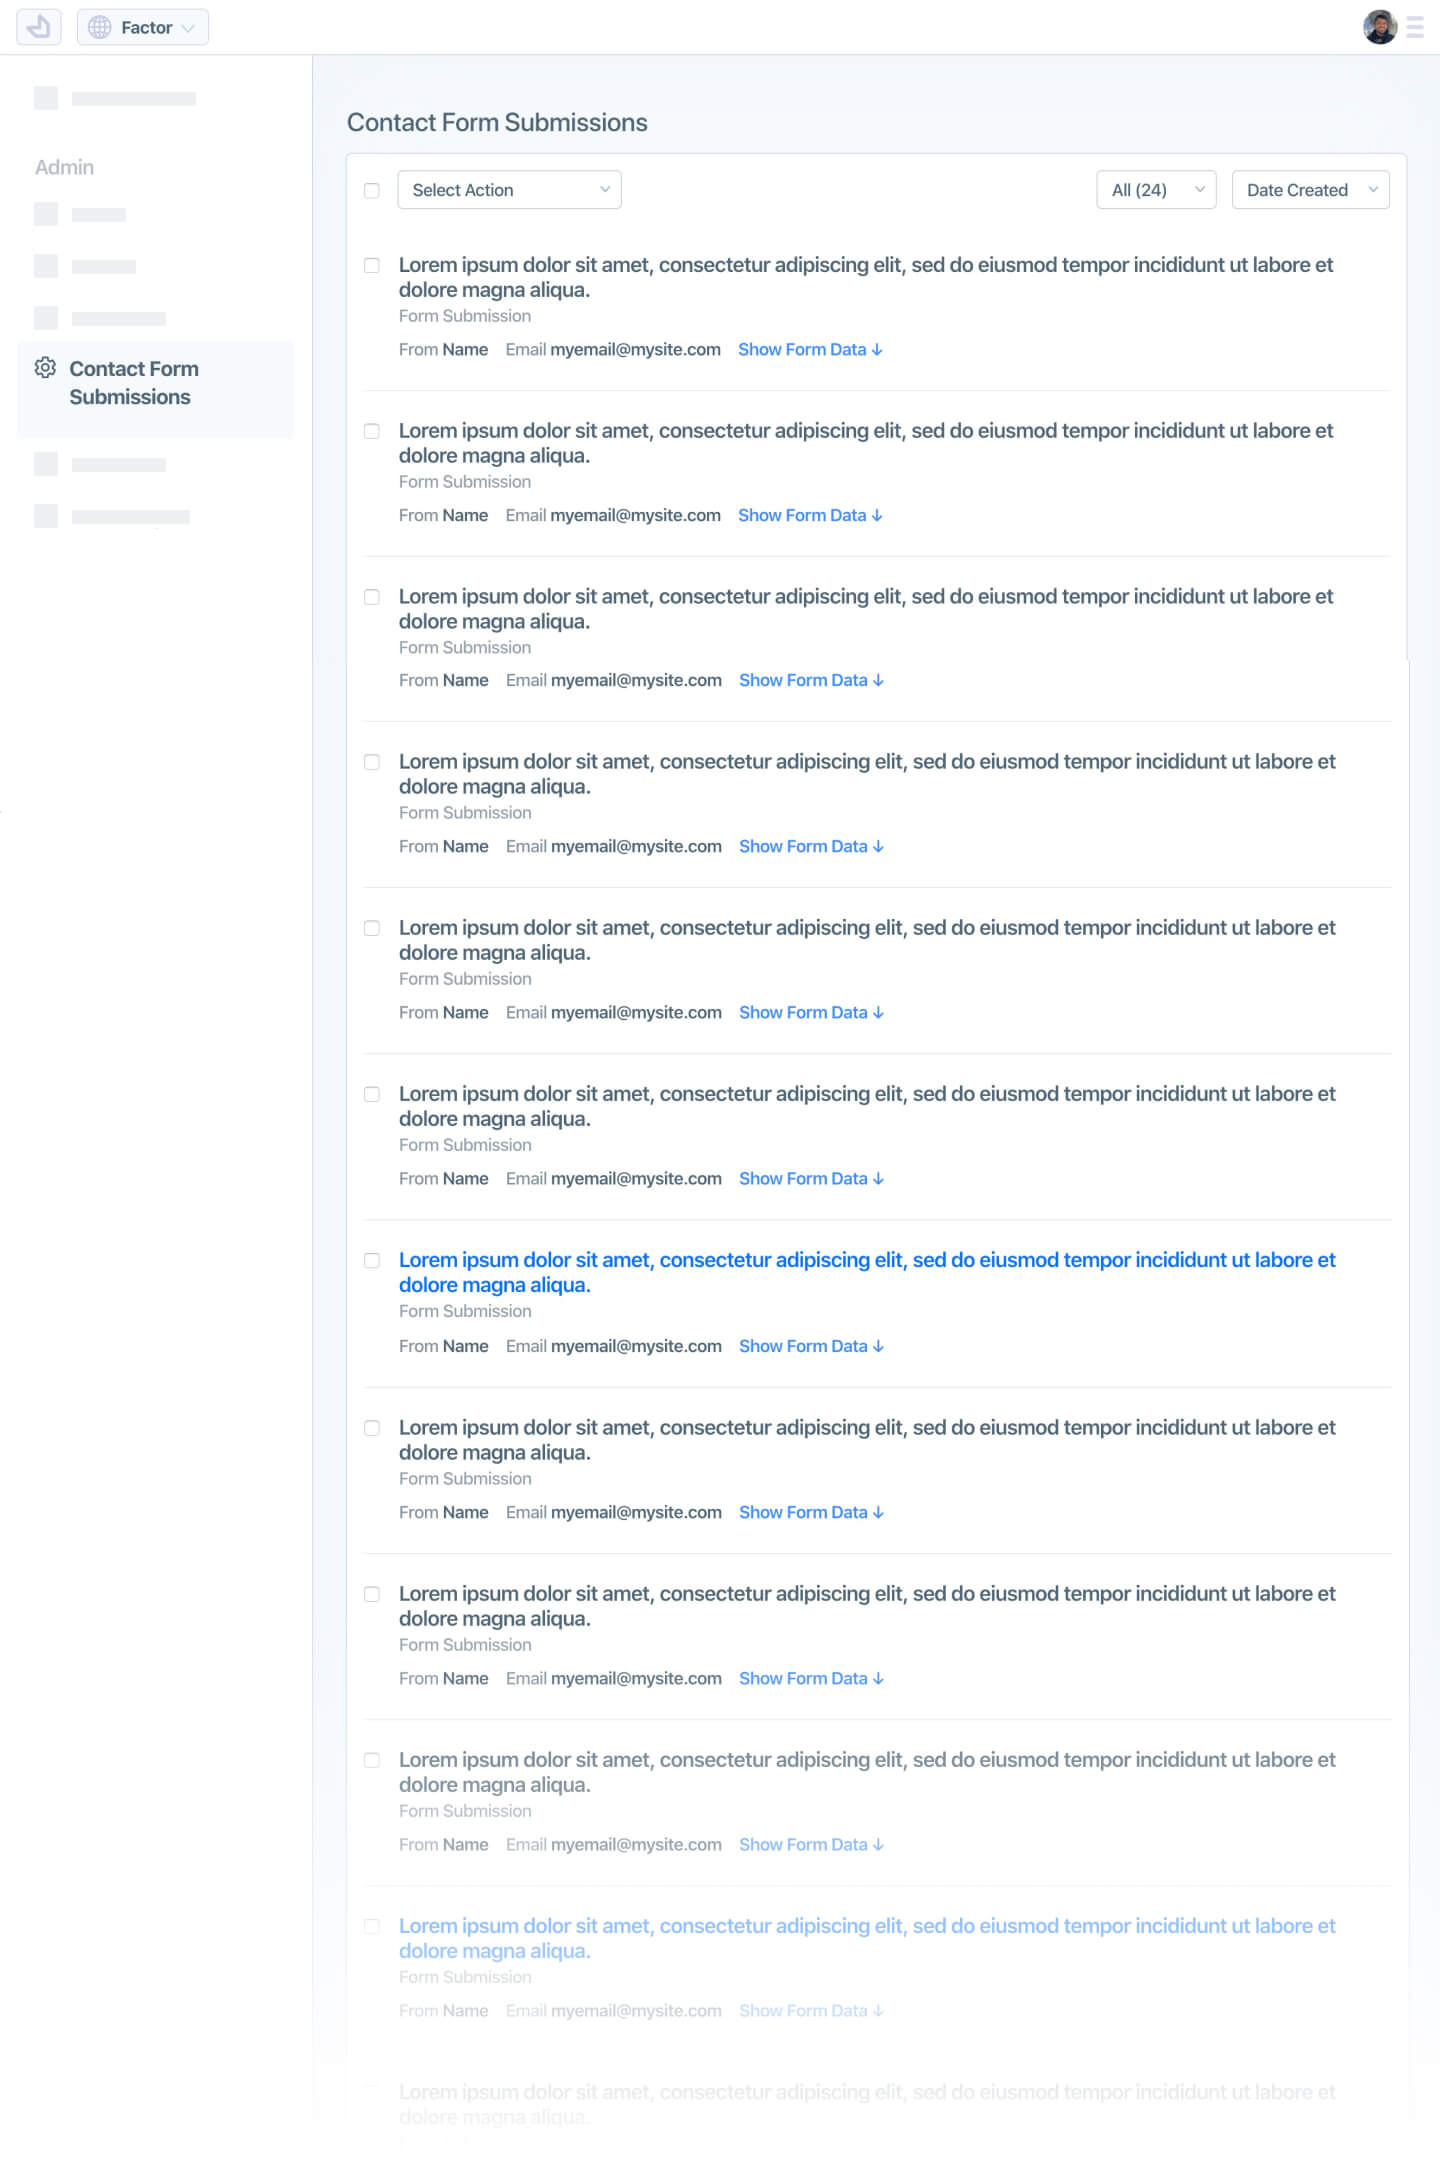 Factor
Admin
Contact Form
Submissions
Contact Form Submissions
Select Action
All (24)
Date Created
Lorem ipsum dolor sit amet, consectetur adipiscing elit, sed do eiusmod tempor incididunt ut labore et
dolore magna aliqua.
Form Submission
From Name Email myemail@mysite.com Show Form Data ↓
Lorem ipsum dolor sit amet, consectetur adipiscing elit, sed do eiusmod tempor incididunt ut labore et
dolore magna aliqua.
Form Submission
From Name Email myemail@mysite.com Show Form Data ↓
Lorem ipsum dolor sit amet, consectetur adipiscing elit, sed do eiusmod tempor incididunt ut labore et
dolore magna aliqua.
Form Submission
From Name Email myemail@mysite.com Show Form Data ↓
Lorem ipsum dolor sit amet, consectetur adipiscing elit, sed do eiusmod tempor incididunt ut labore et
dolore magna aliqua.
Form Submission
From Name Email myemail@mysite.com Show Form Data ↓
Lorem ipsum dolor sit amet, consectetur adipiscing elit, sed do eiusmod tempor incididunt ut labore et
dolore magna aliqua.
Form Submission
From Name Email myemail@mysite.com Show Form Data ↓
Lorem ipsum dolor sit amet, consectetur adipiscing elit, sed do eiusmod tempor incididunt ut labore et
dolore magna aliqua.
Form Submission
From Name Email myemail@mysite.com Show Form Data ↓
Lorem ipsum dolor sit amet, consectetur adipiscing elit, sed do eiusmod tempor incididunt ut labore et
dolore magna aliqua.
Form Submission
From Name Email myemail@mysite.com Show Form Data ↓
Lorem ipsum dolor sit amet, consectetur adipiscing elit, sed do eiusmod tempor incididunt ut labore et
dolore magna aliqua.
Form Submission
From Name Email myemail@mysite.com Show Form Data ↓
Lorem ipsum dolor sit amet, consectetur adipiscing elit, sed do eiusmod tempor incididunt ut labore et
dolore magna aliqua.
Form Submission
From Name Email myemail@mysite.com Show Form Data ↓
Lorem ipsum dolor sit amet, consectetur adipiscing elit, sed do eiusmod tempor incididunt ut labore et
dolore magna aliqua.
Form Submission
From Name Email myemail@mysite.com Show Form Data ↓
Lorem ipsum dolor sit amet, consectetur adipiscing elit, sed do eiusmod tempor incididunt ut labore et
dolore magna aliqua.
Form Submission
From Name Email myemail@mysite.com Show Form Data ↓
Lorem ipsum dolor sit amet, consectetur adipiscing elit, sed do eiusmod tempor incididunt ut labore et
dolore magna aliqua.